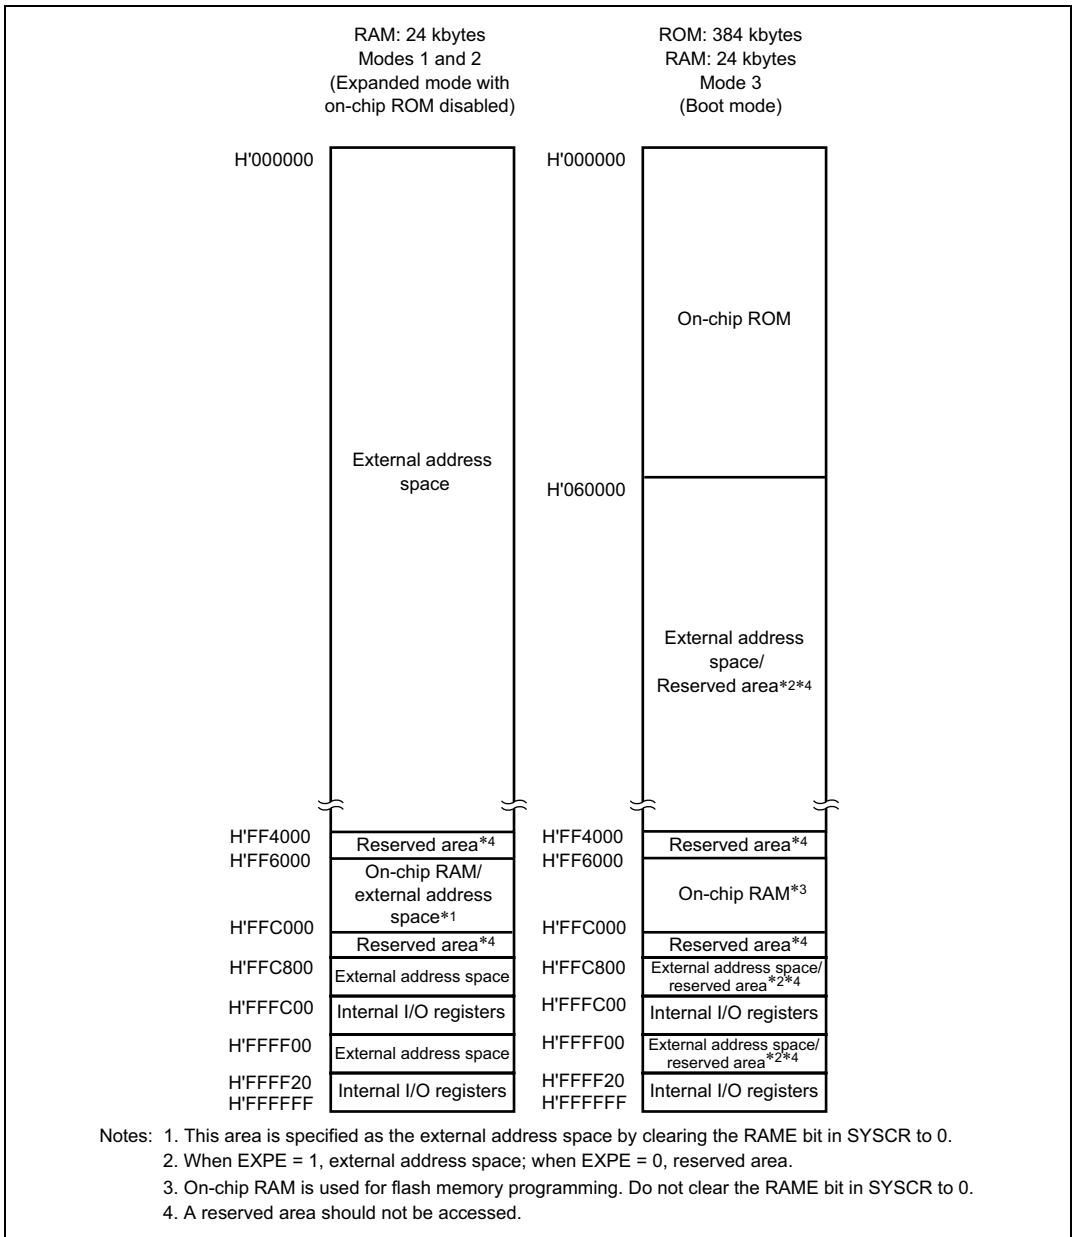 RAM: 24 kbytes
Modes 1 and 2
(Expanded mode with
on-chip ROM disabled)
H'000000
External address
space
H'FF4000
Reserved area*4
H'FF6000
On-chip RAM/
external address
space*1
H'FFC000
Reserved area*4
H'FFC800
External address space
H'FFFC00
Internal I/O registers
H'FFFF00
External address space
H'FFFF20
Internal I/O registers
H'FFFFFF
ROM: 384 kbytes
RAM: 24 kbytes
Mode 3
(Boot mode)
H'000000
On-chip ROM
H'060000
External address
space/
Reserved area*2*4
H'FF4000
Reserved area*4
H'FF6000
On-chip RAM*3
H'FFC000
Reserved area*4
H'FFC800
External address space/
reserved area*2*4
H'FFFC00
Internal I/O registers
H'FFFF00
External address space/
reserved area*2*4
H'FFFF20
Internal I/O registers
H'FFFFFF
Notes: 1. This area is specified as the external address space by clearing the RAME bit in SYSCR to 0.
2. When EXPE = 1, external address space; when EXPE = 0, reserved area.
3. On-chip RAM is used for flash memory programming. Do not clear the RAME bit in SYSCR to 0.
4. A reserved area should not be accessed.